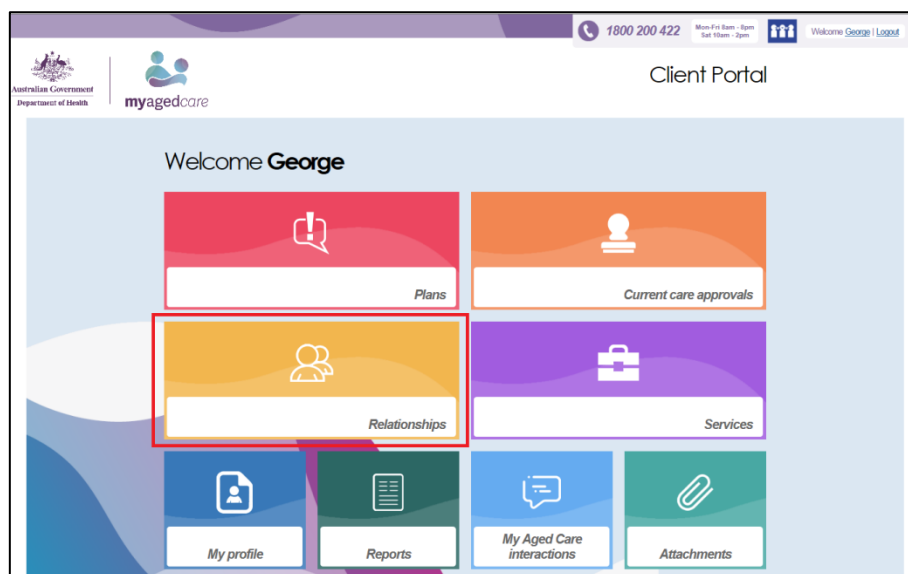 1800 200 422
Mon-Fri 8am - 8pm
Sat 10am - 2pm
Welcome George | Logout
Australian Government
Department of Health
myagedcare
Client Portal
Welcome George
Plans
Current care approvals
Relationships
Services
My profile
Reports
My Aged Care
interactions
Attachments